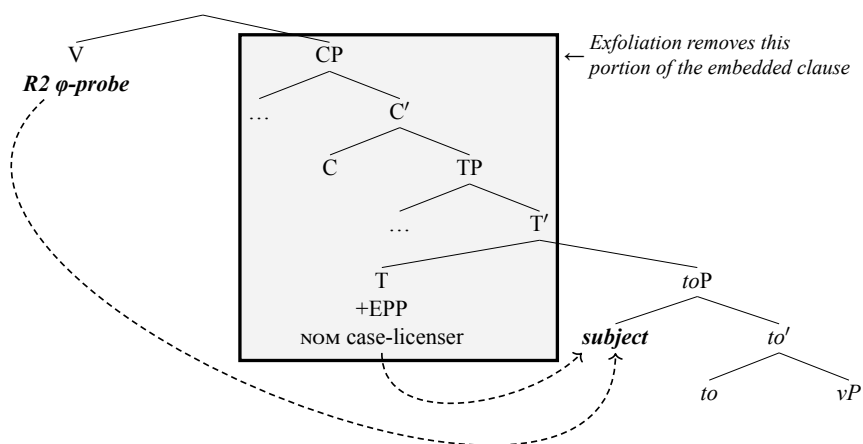 V
R2 φ-probe
CP
← Exfoliation removes this
portion of the embedded clause
… C′
C TP
… T′
T toP
+EPP
NOM case-licenser
subject to′
to vP